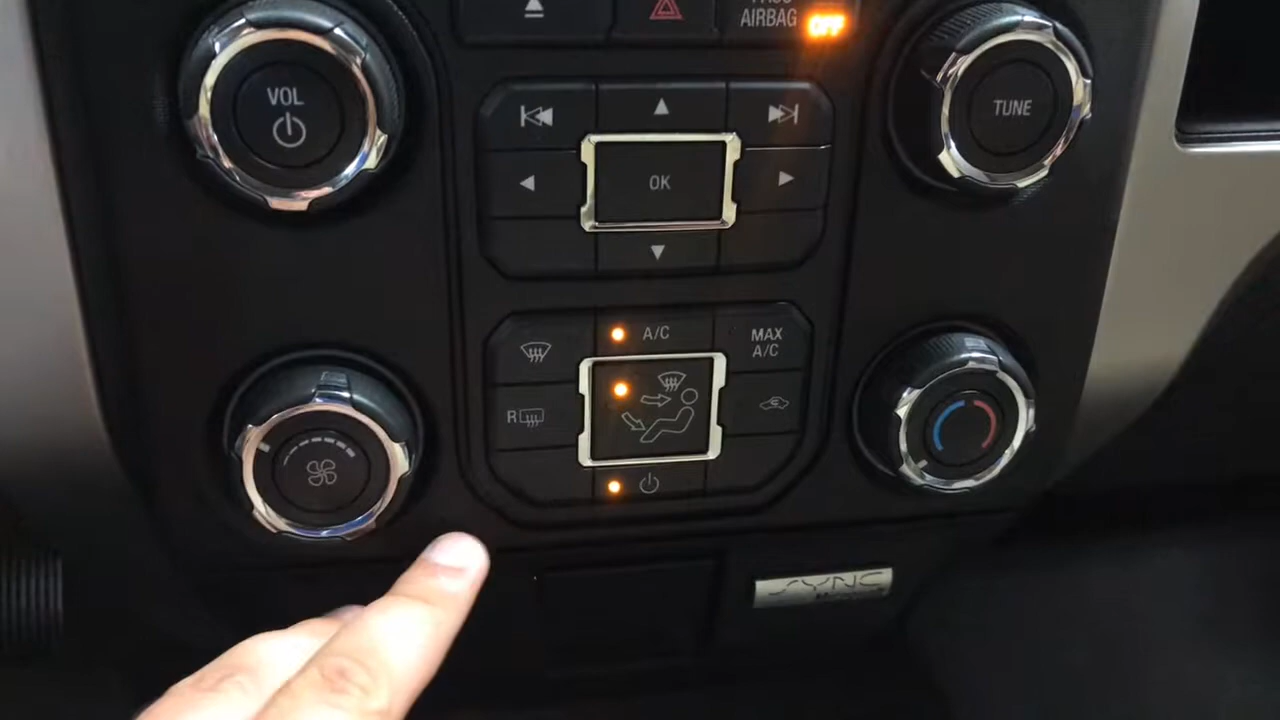 AIRBAG OFF
VOL
TUNE
OK
A/C
MAX
A/C
R
SYNC